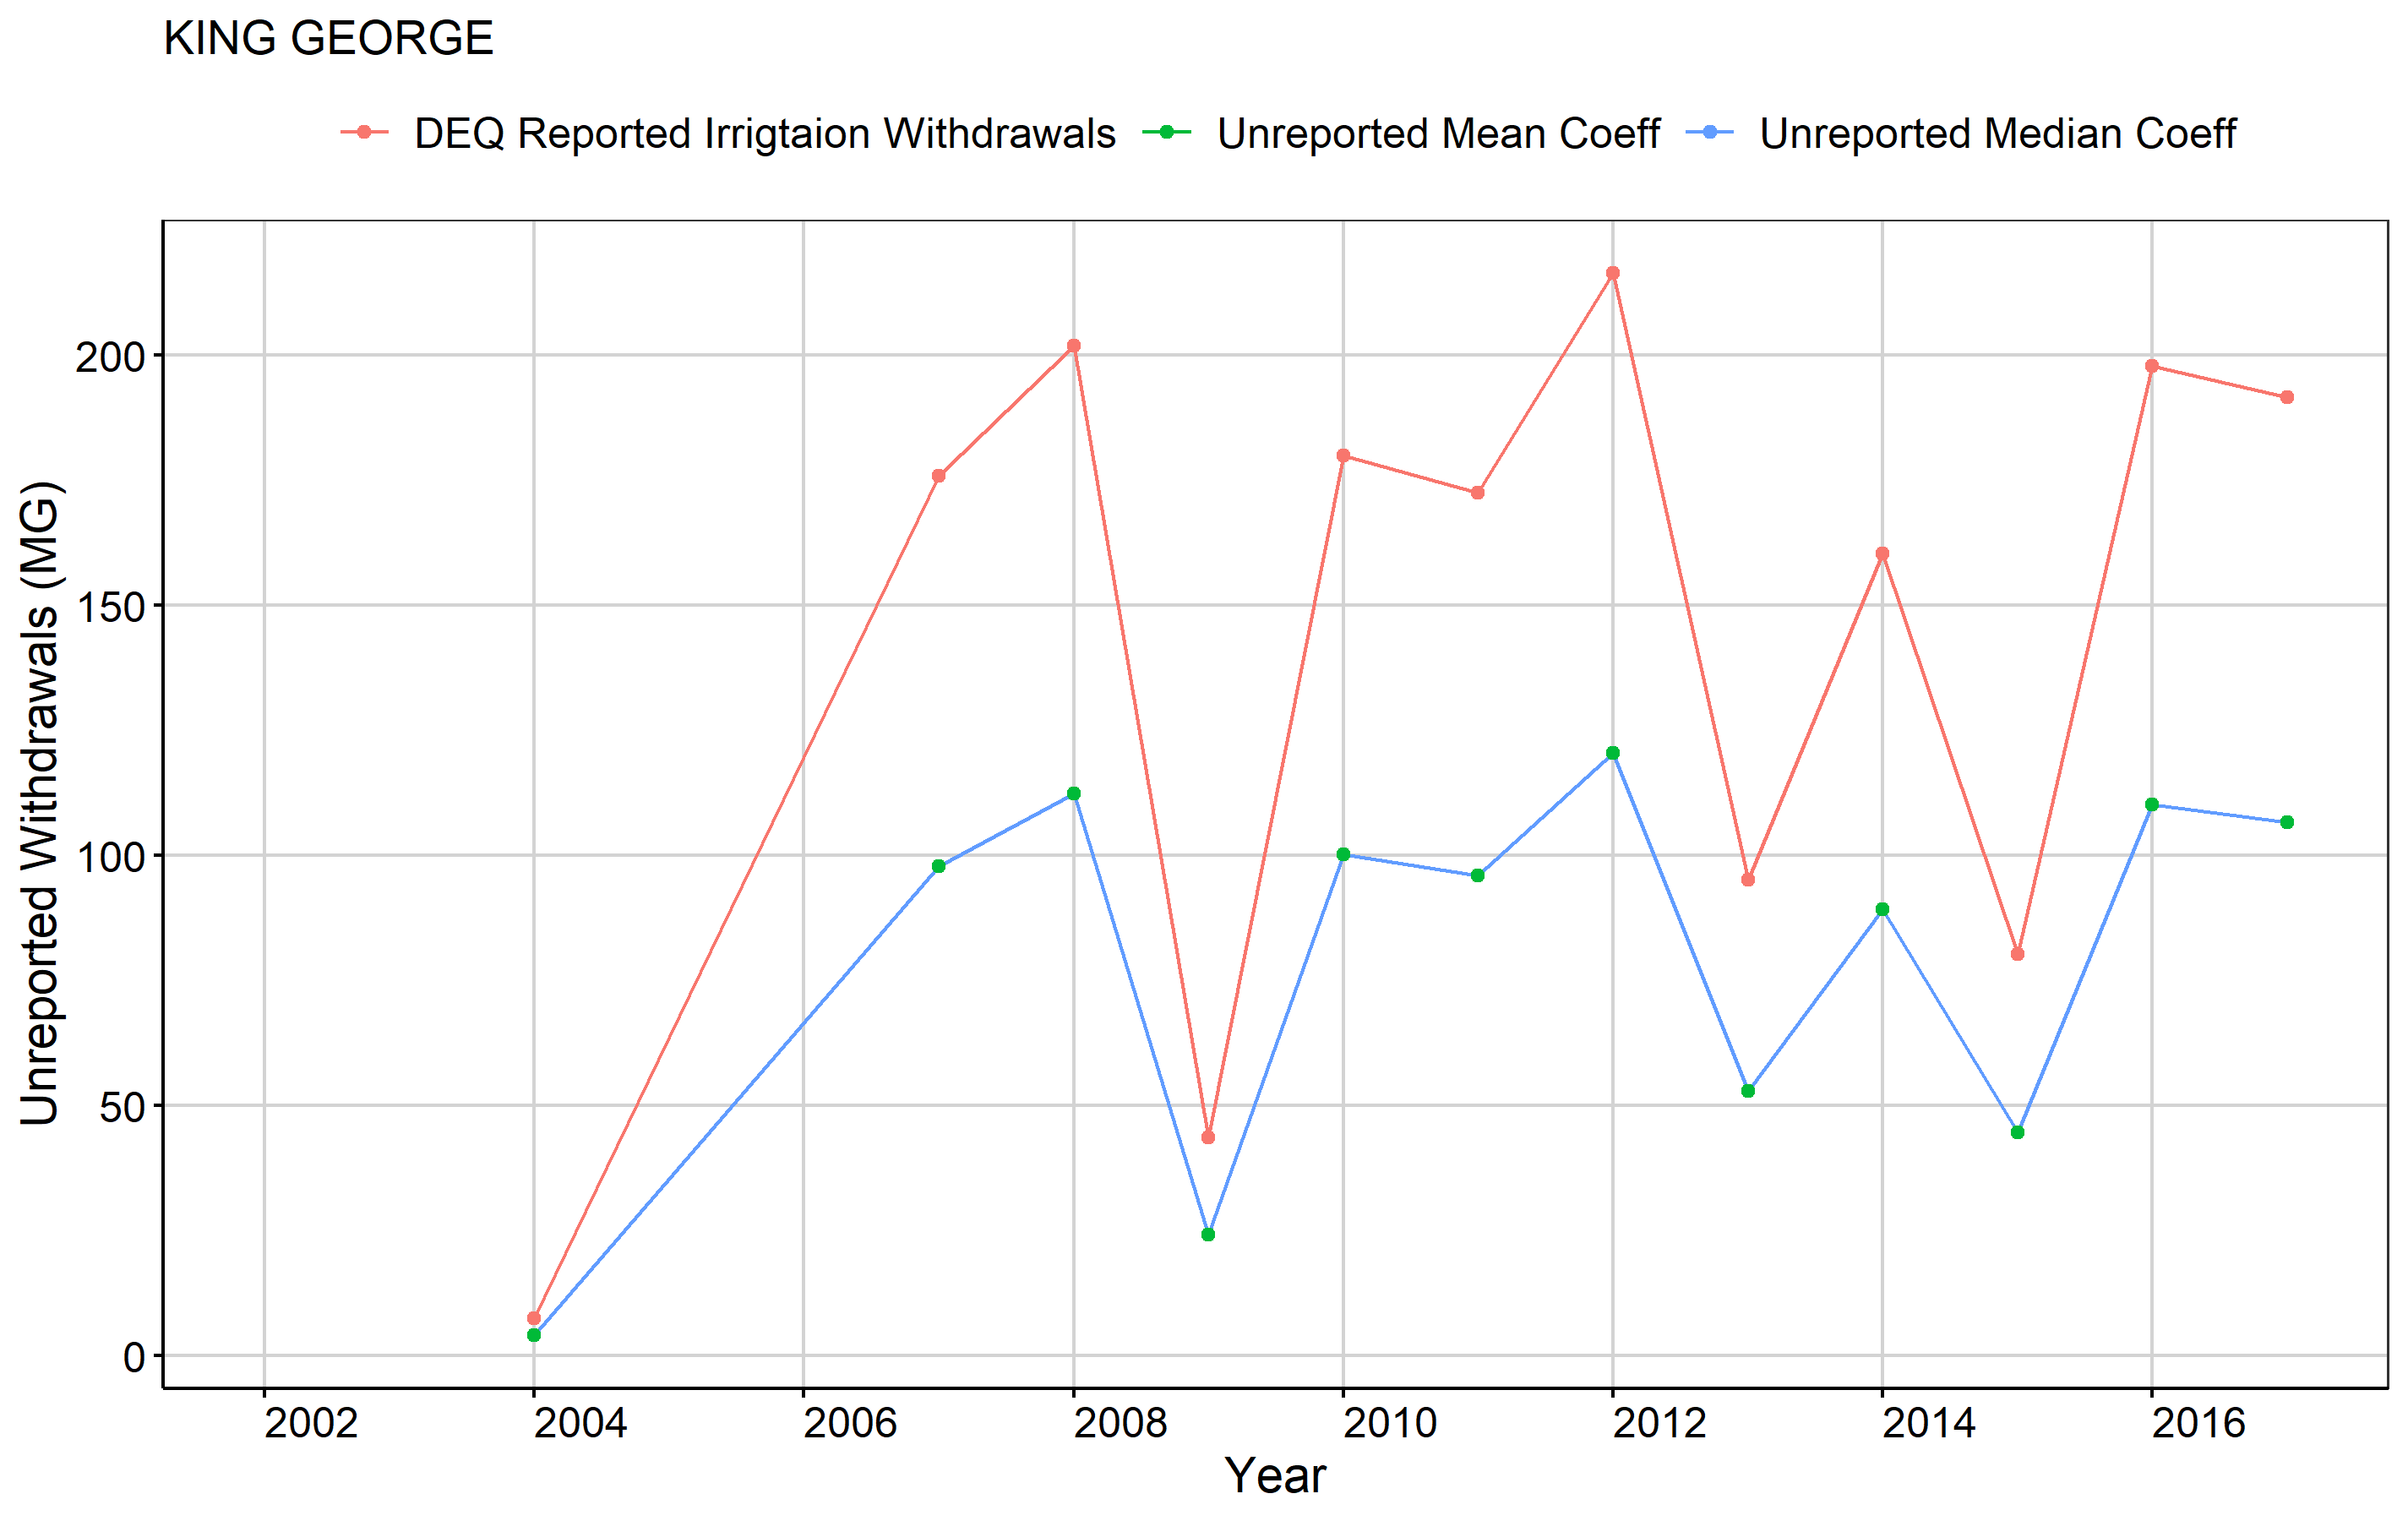 KING GEORGE
DEQ Reported Irrigtaion Withdrawals Unreported Mean Coeff Unreported Median Coeff
Unreported Withdrawals (MG)
200
150
100
50
0
2002 2004 2006 2008 2010 2012 2014 2016
Year